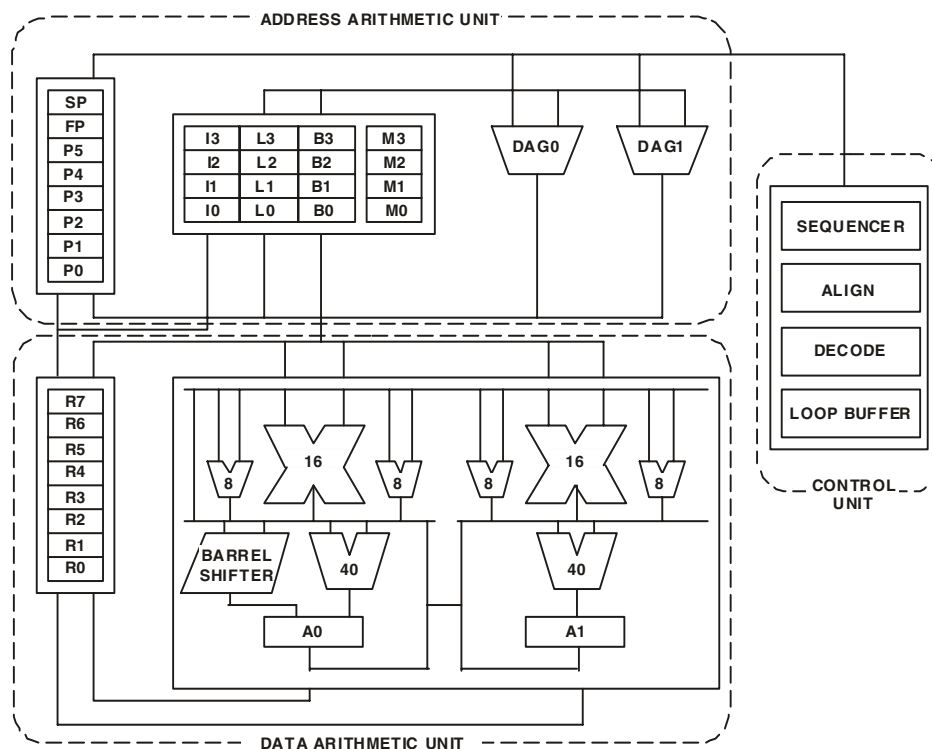 ADDRESS ARITHMETIC UNIT
SP
FP
P5
P4
P3
P2
P1
P0
I3 L3 B3 M3
I2 L2 B2 M2
I1 L1 B1 M1
I0 L0 B0 M0
DAG0 DAG1
SEQUENCER
ALIGN
DECODE
LOOP BUFFER
CONTROL
UNIT
R7
R6
R5
R4
R3
R2
R1
R0
16 16
8 8 8 8
BARREL
SHIFTER
40 40
A0 A1
DATA ARITHMETIC UNIT